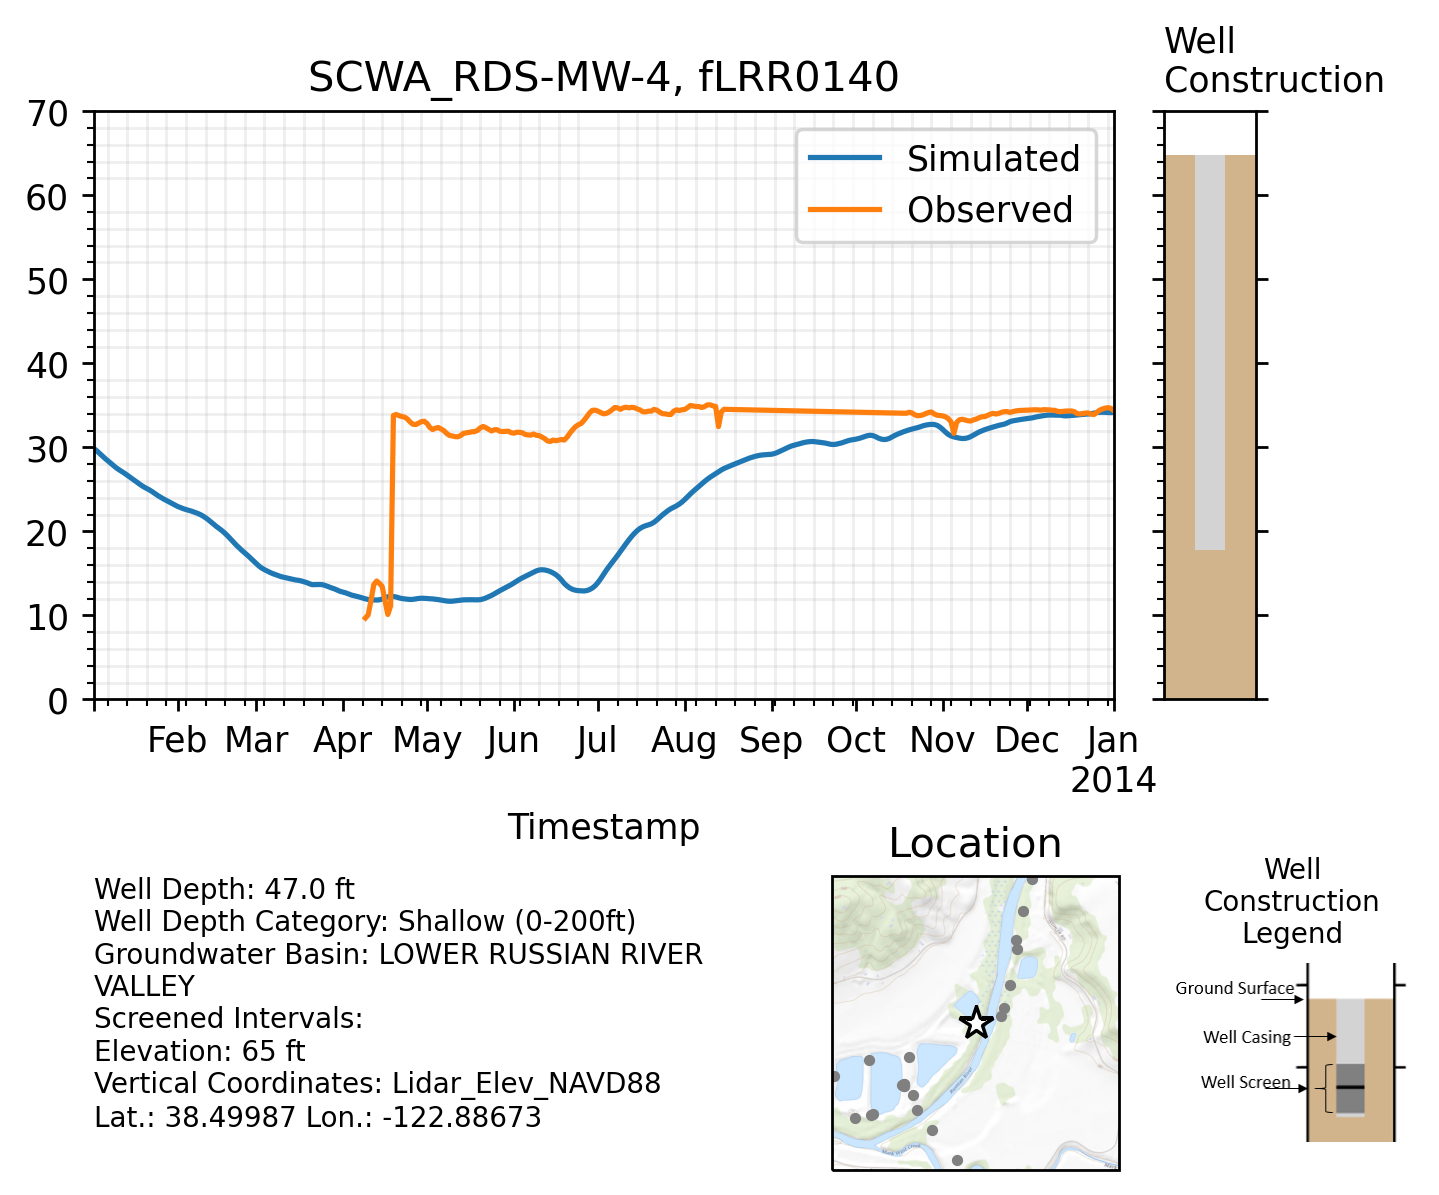 Well
Construction
SCWA_RDS-MW-4, fLRR0140
70
60
50
40
30
20
10
0
Simulated
Observed
Feb Mar Apr May Jun Jul Aug Sep Oct Nov Dec Jan
2014
Timestamp
Well Depth: 47.0 ft
Well Depth Category: Shallow (0-200ft)
Groundwater Basin: LOWER RUSSIAN RIVER
VALLEY
Screened Intervals:
Elevation: 65 ft
Vertical Coordinates: Lidar_Elev_NAVD88
Lat.: 38.49987 Lon.: -122.88673
Location
Well
Construction
Legend
Ground Surface
Well Casing
Well Screen